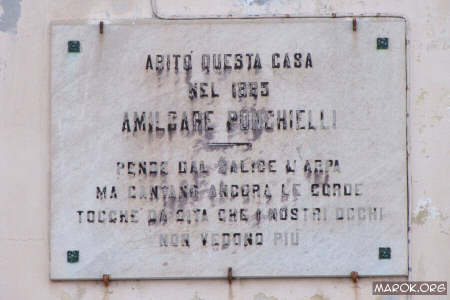 ABITÒ QUESTA CASA
NEL 1885
AMILCARE PONCHIELLI
PENDE DAL SALICE L'ARPA
MA CANTANO ANCORA LE CORDE
TOCCHE DA DITA CHE I NOSTRI OCCHI
NON VEDONO PIÙ
MAROK.ORG